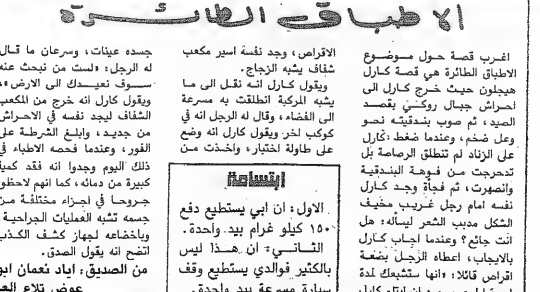 الاطباق الطائرة
اغرب قصة حول موضوع
الاطباق الطائرة هي قصة كارل
هيجلون حيث خرج كارل الى
احراش جبال روكي بقصد
الصيد، ثم صوب بندقيته نحو
وعل ضخم، وعندما ضغط: كارل
على الزناد لم تنطلق الرصاصة بل
تدحرجت من فوهة البندقية
وانصهرت، ثم فجأة وجد كارل
نفسه امام رجل غريب مخيف
الشكل مدبب الشعر ليسأله: هل
انت جائع؟ وعندما اجاب كارل
بالايجاب، اعطاه الرجل بضعة
اقراص قائلا: «انها ستشبعك لمدة
الاقراص، وجد نفسه اسير مكعب
شفاف يشبه الزجاج.
ويقول كارل انه نقل الى ما
يشبه المركبة انطلقت به مسرعة
الى الفضاء، وقال له الرجل انه في
كوكب اخر ويقول كارل انه وضع
على طاولة اختبار، واخذت من
ابتسامة
الاول: ان ابي يستطيع دفع
١٥٠ كيلو غرام بيد واحدة.
الثاني: ان هذا ليس
بالكثير فوالدي يستطيع وقف
سيارة مسرعة بيد واحدة.
جسده عينات، وسرعان ما قال
له الرجل: «لست من نبحث عنه
سوف نعيدك الى الارض»،
ويقول كارل انه خرج من المكعب
الشفاف ليجد نفسه في الاحراش
من جديد، وابلغ الشرطة على
الفور، وعندما فحصه الاطباء في
ذلك اليوم وجدوا انه فقد كمية
كبيرة من دمائه، كما انهم لاحظوا
جروحا في اجزاء مختلفة من
جسمه تشبه العمليات الجراحية
وباخضاعه لجهاز كشف الكذب
اتضح انه يقول الصدق.
من الصديق: اياد نعمان ابو
عوض تلاع